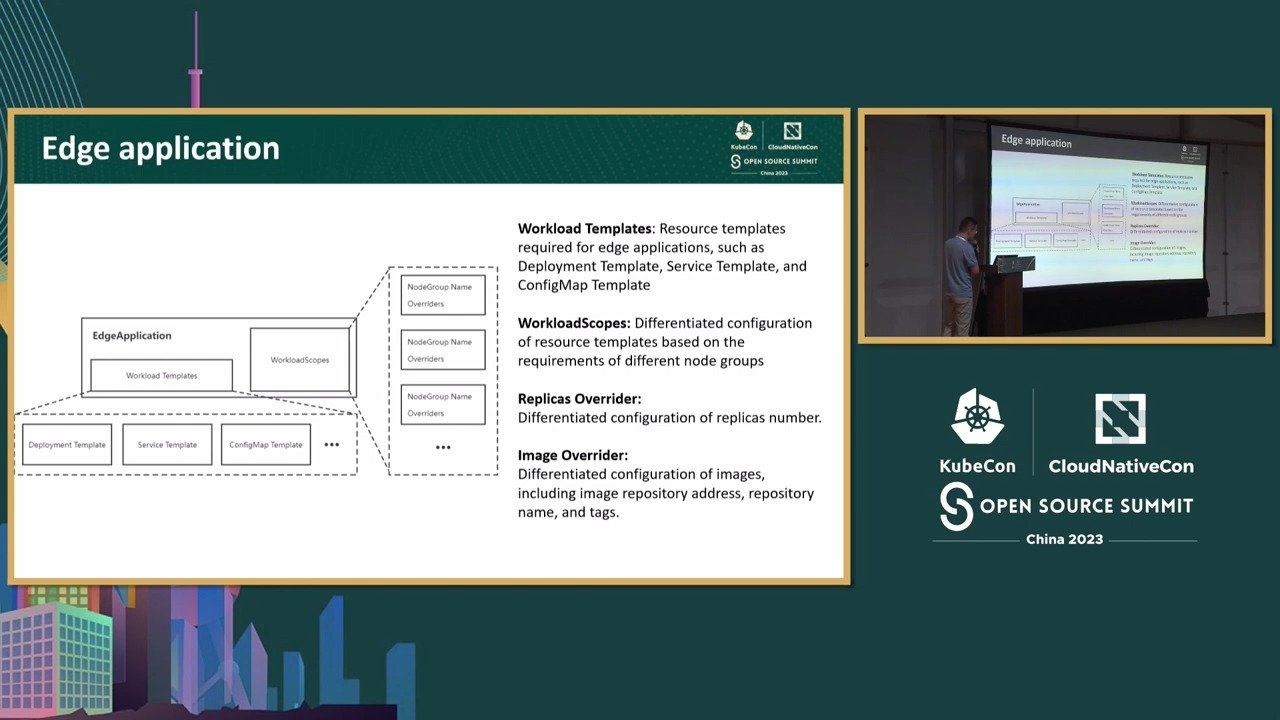 Edge application
KubeCon
CloudNativeCon
OPEN SOURCE SUMMIT
China 2023
EdgeApplication
Workload Templates
WorkloadScopes
Deployment Template
Service Template
ConfigMap Template
•••
NodeGroup Name
Overriders
NodeGroup Name
Overriders
NodeGroup Name
Overriders
•••
Workload Templates: Resource templates
required for edge applications, such as
Deployment Template, Service Template, and
ConfigMap Template
WorkloadScopes: Differentiated configuration
of resource templates based on the
requirements of different node groups
Replicas Overrider:
Differentiated configuration of replicas number.
Image Overrider:
Differentiated configuration of images,
including image repository address, repository
name, and tags.
Edge application
KubeCon
CloudNativeCon
OPEN SOURCE SUMMIT
China 2023